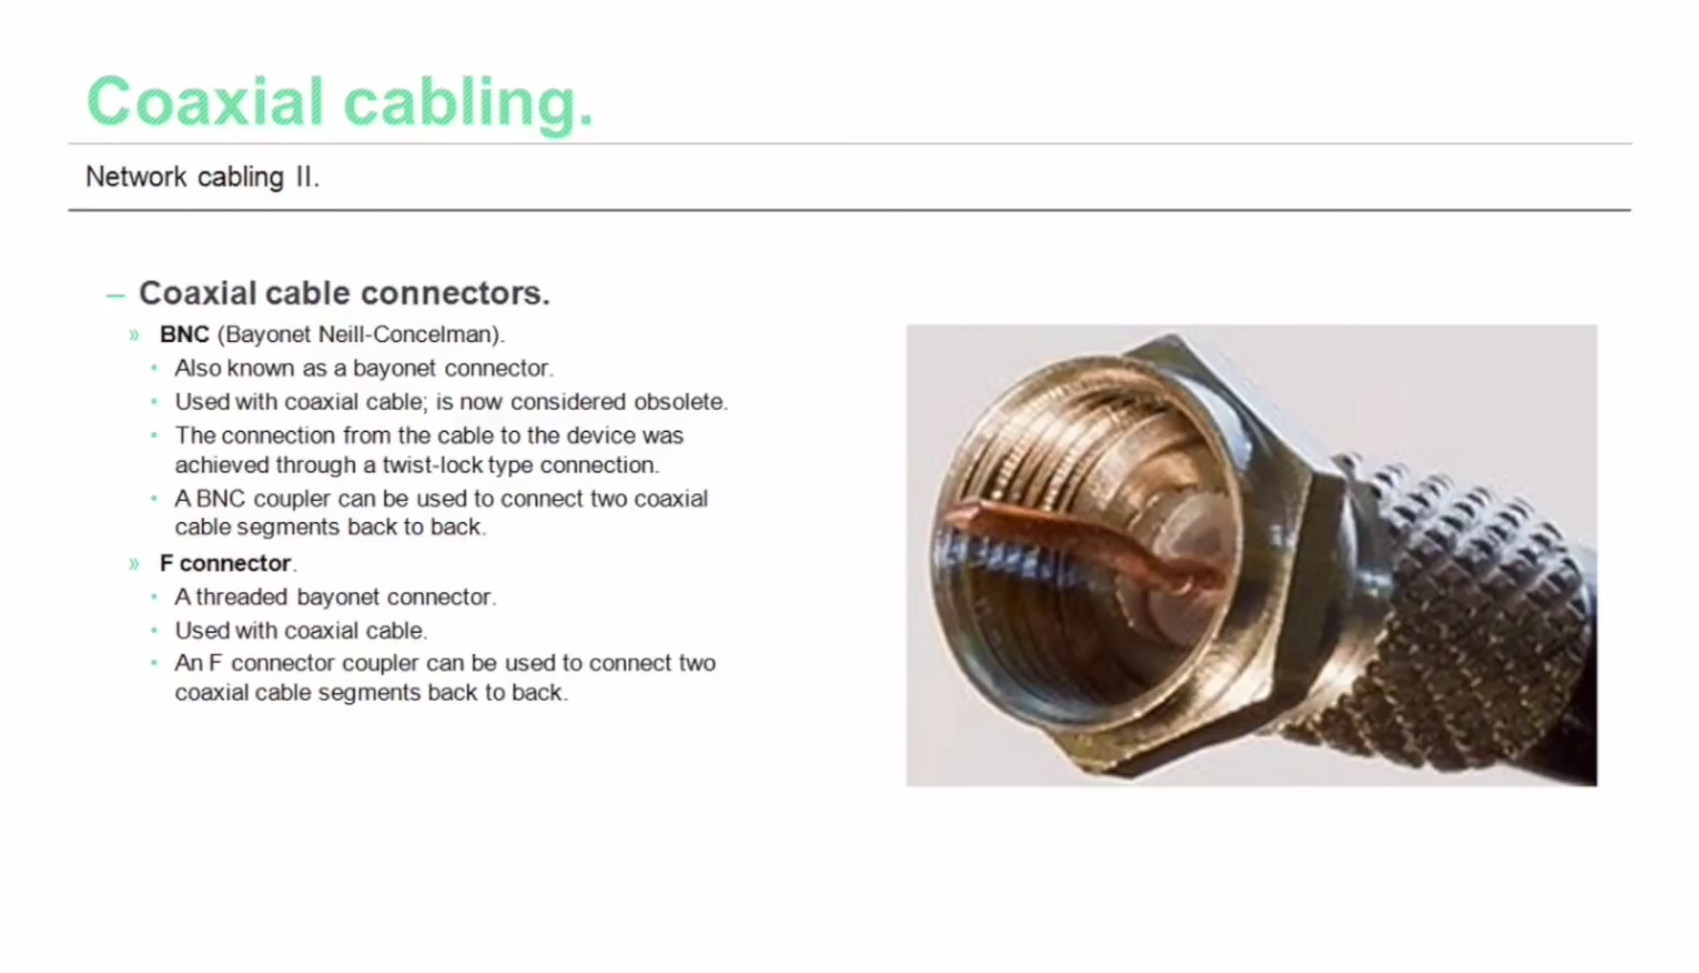 Coaxial cabling.
Network cabling II.
– Coaxial cable connectors.
» BNC (Bayonet Neill-Concelman).
• Also known as a bayonet connector.
• Used with coaxial cable; is now considered obsolete.
• The connection from the cable to the device was
achieved through a twist-lock type connection.
• A BNC coupler can be used to connect two coaxial
cable segments back to back.
» F connector.
• A threaded bayonet connector.
• Used with coaxial cable.
• An F connector coupler can be used to connect two
coaxial cable segments back to back.